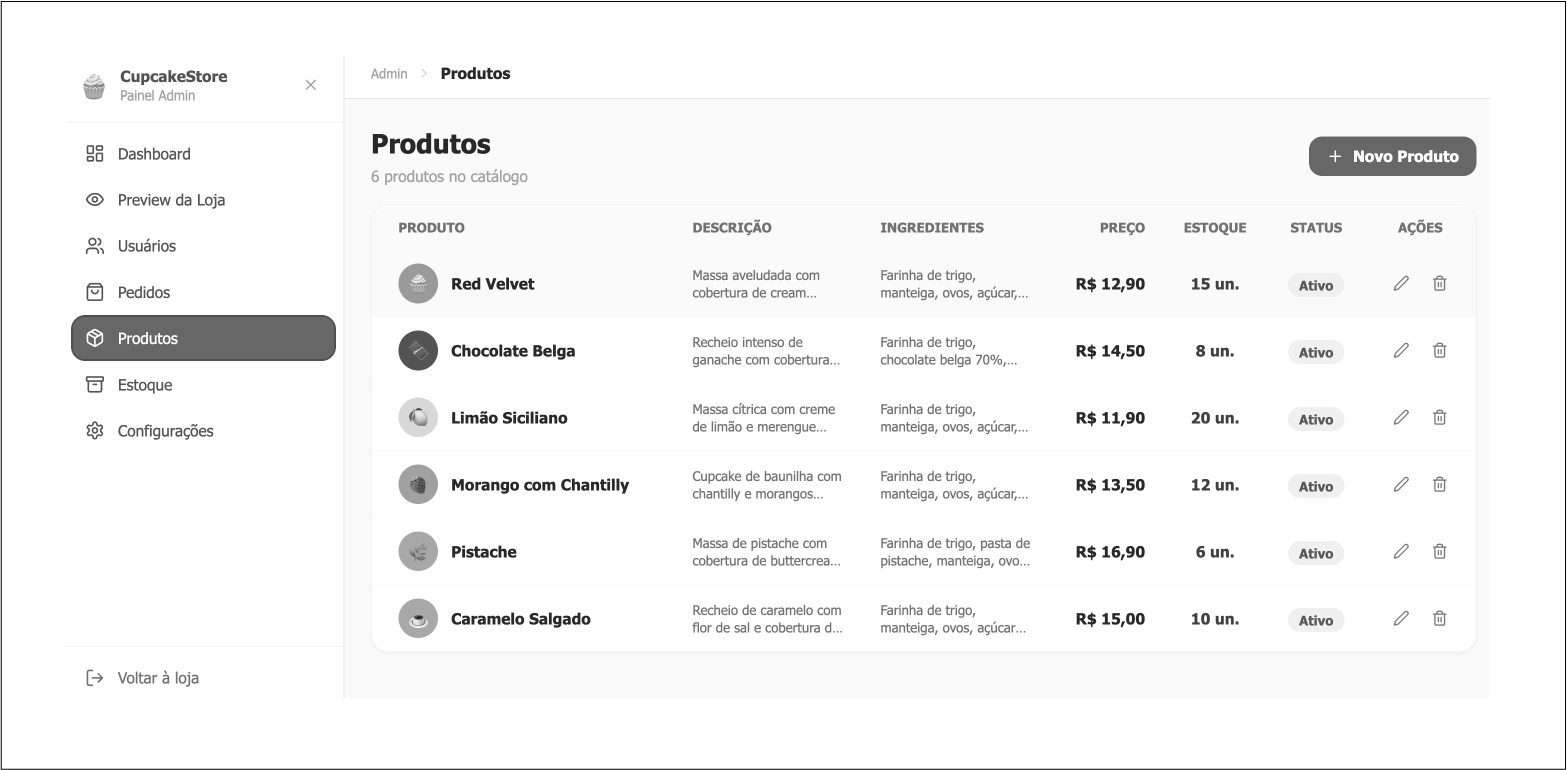 CupcakeStore
Painel Admin
Dashboard
Preview da Loja
Usuários
Pedidos
Produtos
Estoque
Configurações
Voltar à loja
Admin > Produtos
Produtos
6 produtos no catálogo
+ Novo Produto
PRODUTO DESCRIÇÃO INGREDIENTES PREÇO ESTOQUE STATUS AÇÕES
Red Velvet
Massa aveludada com
cobertura de cream...
Farinha de trigo,
manteiga, ovos, açúcar,...
R$ 12,90
15 un.
Ativo
Chocolate Belga
Recheio intenso de
ganache com cobertura...
Farinha de trigo,
chocolate belga 70%,...
R$ 14,50
8 un.
Ativo
Limão Siciliano
Massa cítrica com creme
de limão e merengue...
Farinha de trigo,
manteiga, ovos, açúcar,...
R$ 11,90
20 un.
Ativo
Morango com Chantilly
Cupcake de baunilha com
chantilly e morangos...
Farinha de trigo,
manteiga, ovos, açúcar,...
R$ 13,50
12 un.
Ativo
Pistache
Massa de pistache com
cobertura de buttercrea...
Farinha de trigo, pasta de
pistache, manteiga, ovo...
R$ 16,90
6 un.
Ativo
Caramelo Salgado
Recheio de caramelo com
flor de sal e cobertura d...
Farinha de trigo,
manteiga, ovos, açúcar...
R$ 15,00
10 un.
Ativo